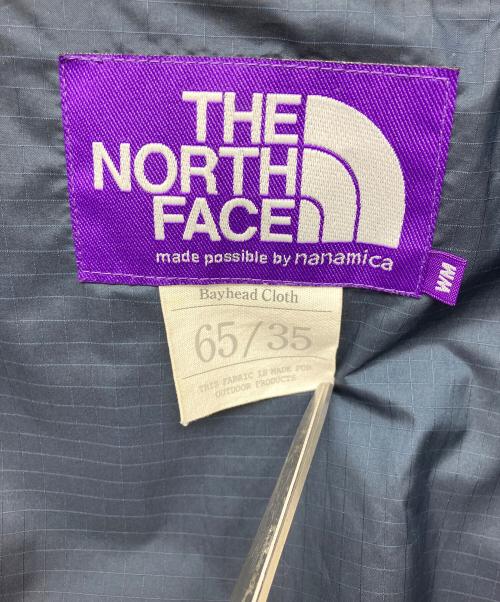 THE
NORTH
FACE
made possible by nanamica
WM
Bayhead Cloth
65/35
THIS FABRIC IS MADE FOR
OUTDOOR PRODUCTS